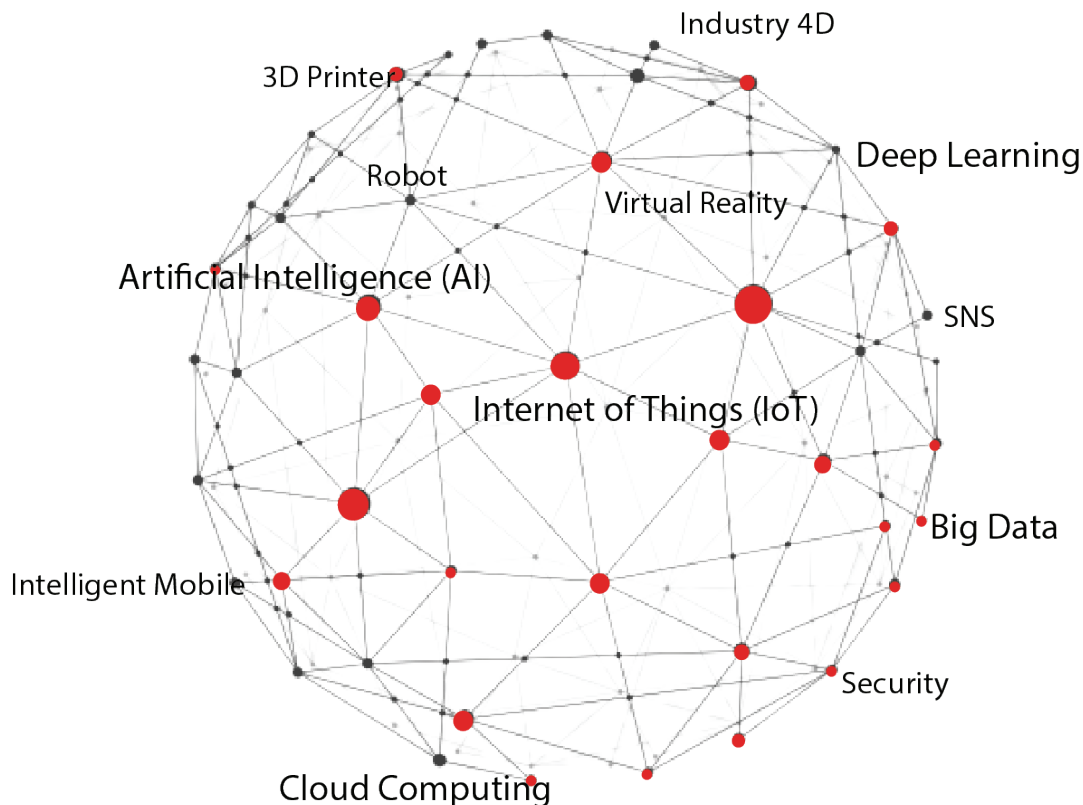 Industry 4D
3D Printer
Deep Learning
Robot
Virtual Reality
Artificial Intelligence (AI)
SNS
Internet of Things (IoT)
Big Data
Intelligent Mobile
Security
Cloud Computing